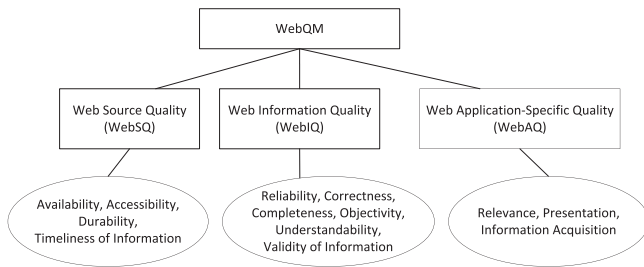 WebQM
Web Source Quality
(WebSQ)
Web Information Quality
(WebIQ)
Web Application-Specific Quality
(WebAQ)
Availability, Accessibility,
Durability,
Timeliness of Information
Reliability, Correctness,
Completeness, Objectivity,
Understandability,
Validity of Information
Relevance, Presentation,
Information Acquisition